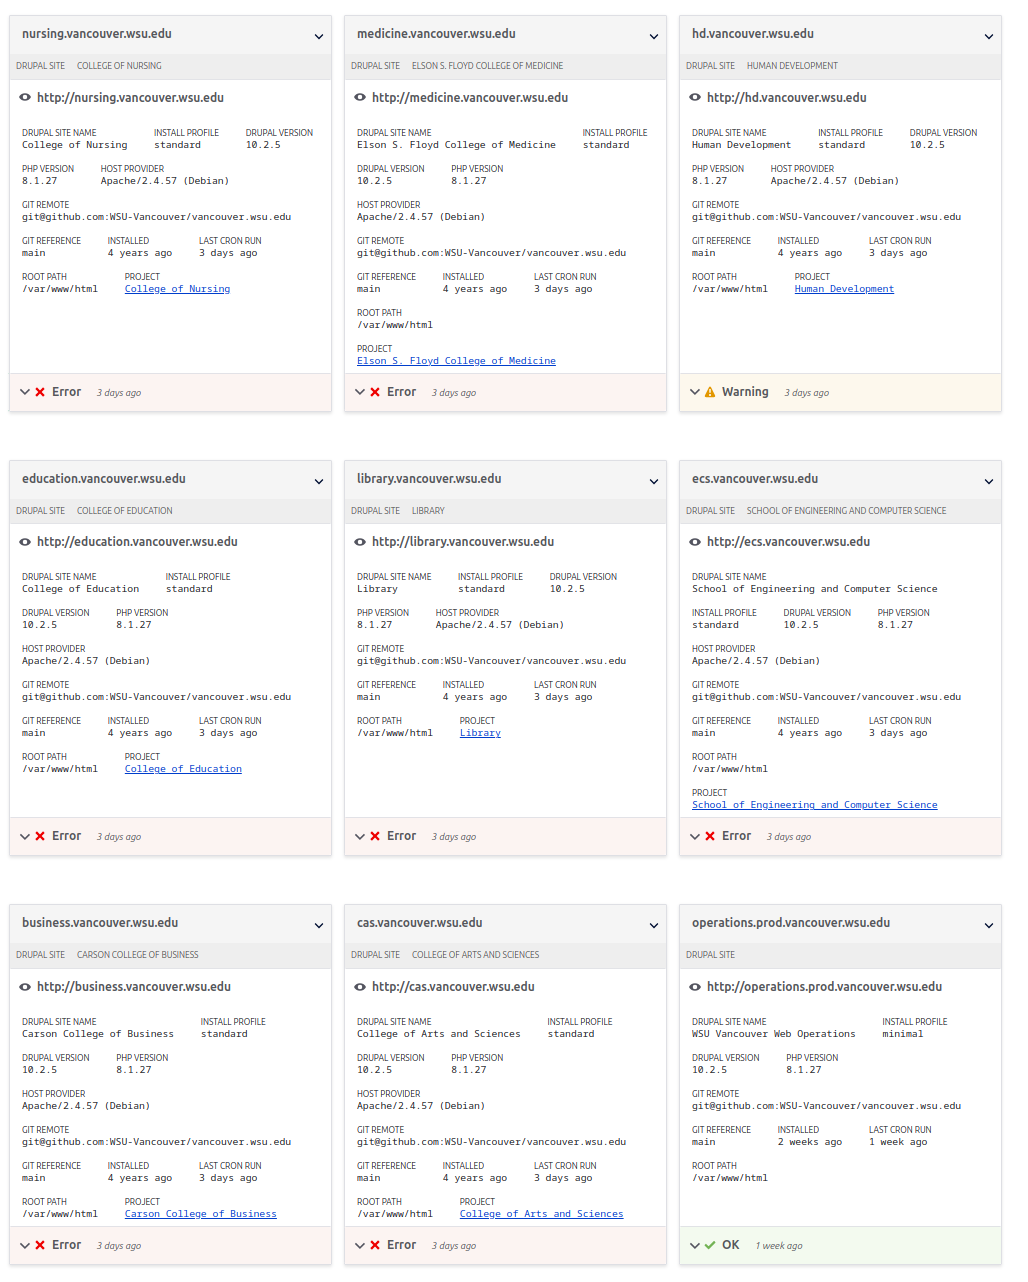 nursing.vancouver.wsu.edu
DRUPAL SITE COLLEGE OF NURSING
http://nursing.vancouver.wsu.edu
DRUPAL SITE NAME INSTALL PROFILE DRUPAL VERSION
College of Nursing standard 10.2.5
PHP VERSION HOST PROVIDER
8.1.27 Apache/2.4.57 (Debian)
GIT REMOTE
git@github.com:WSU-Vancouver/vancouver.wsu.edu
GIT REFERENCE INSTALLED LAST CRON RUN
main 4 years ago 3 days ago
ROOT PATH PROJECT
/var/www/html College of Nursing
Error 3 days ago
medicine.vancouver.wsu.edu
DRUPAL SITE ELSON S. FLOYD COLLEGE OF MEDICINE
http://medicine.vancouver.wsu.edu
DRUPAL SITE NAME INSTALL PROFILE
Elson S. Floyd College of Medicine standard
DRUPAL VERSION PHP VERSION
10.2.5 8.1.27
HOST PROVIDER
Apache/2.4.57 (Debian)
GIT REMOTE
git@github.com:WSU-Vancouver/vancouver.wsu.edu
GIT REFERENCE INSTALLED LAST CRON RUN
main 4 years ago 3 days ago
ROOT PATH
/var/www/html
PROJECT
Elson S. Floyd College of Medicine
Error 3 days ago
hd.vancouver.wsu.edu
DRUPAL SITE HUMAN DEVELOPMENT
http://hd.vancouver.wsu.edu
DRUPAL SITE NAME INSTALL PROFILE DRUPAL VERSION
Human Development standard 10.2.5
PHP VERSION HOST PROVIDER
8.1.27 Apache/2.4.57 (Debian)
GIT REMOTE
git@github.com:WSU-Vancouver/vancouver.wsu.edu
GIT REFERENCE INSTALLED LAST CRON RUN
main 4 years ago 3 days ago
ROOT PATH PROJECT
/var/www/html Human Development
Warning 3 days ago
education.vancouver.wsu.edu
DRUPAL SITE COLLEGE OF EDUCATION
http://education.vancouver.wsu.edu
DRUPAL SITE NAME INSTALL PROFILE
College of Education standard
DRUPAL VERSION PHP VERSION
10.2.5 8.1.27
HOST PROVIDER
Apache/2.4.57 (Debian)
GIT REMOTE
git@github.com:WSU-Vancouver/vancouver.wsu.edu
GIT REFERENCE INSTALLED LAST CRON RUN
main 4 years ago 3 days ago
ROOT PATH PROJECT
/var/www/html College of Education
Error 3 days ago
library.vancouver.wsu.edu
DRUPAL SITE LIBRARY
http://library.vancouver.wsu.edu
DRUPAL SITE NAME INSTALL PROFILE DRUPAL VERSION
Library standard 10.2.5
PHP VERSION HOST PROVIDER
8.1.27 Apache/2.4.57 (Debian)
GIT REMOTE
git@github.com:WSU-Vancouver/vancouver.wsu.edu
GIT REFERENCE INSTALLED LAST CRON RUN
main 4 years ago 3 days ago
ROOT PATH PROJECT
/var/www/html Library
Error 3 days ago
ecs.vancouver.wsu.edu
DRUPAL SITE SCHOOL OF ENGINEERING AND COMPUTER SCIENCE
http://ecs.vancouver.wsu.edu
DRUPAL SITE NAME
School of Engineering and Computer Science
INSTALL PROFILE DRUPAL VERSION PHP VERSION
standard 10.2.5 8.1.27
HOST PROVIDER
Apache/2.4.57 (Debian)
GIT REMOTE
git@github.com:WSU-Vancouver/vancouver.wsu.edu
GIT REFERENCE INSTALLED LAST CRON RUN
main 4 years ago 3 days ago
ROOT PATH
/var/www/html
PROJECT
School of Engineering and Computer Science
Error 3 days ago
business.vancouver.wsu.edu
DRUPAL SITE CARSON COLLEGE OF BUSINESS
http://business.vancouver.wsu.edu
DRUPAL SITE NAME INSTALL PROFILE
Carson College of Business standard
DRUPAL VERSION PHP VERSION
10.2.5 8.1.27
HOST PROVIDER
Apache/2.4.57 (Debian)
GIT REMOTE
git@github.com:WSU-Vancouver/vancouver.wsu.edu
GIT REFERENCE INSTALLED LAST CRON RUN
main 4 years ago 3 days ago
ROOT PATH PROJECT
/var/www/html Carson College of Business
Error 3 days ago
cas.vancouver.wsu.edu
DRUPAL SITE COLLEGE OF ARTS AND SCIENCES
http://cas.vancouver.wsu.edu
DRUPAL SITE NAME INSTALL PROFILE
College of Arts and Sciences standard
DRUPAL VERSION PHP VERSION
10.2.5 8.1.27
HOST PROVIDER
Apache/2.4.57 (Debian)
GIT REMOTE
git@github.com:WSU-Vancouver/vancouver.wsu.edu
GIT REFERENCE INSTALLED LAST CRON RUN
main 4 years ago 3 days ago
ROOT PATH PROJECT
/var/www/html College of Arts and Sciences
Error 3 days ago
operations.prod.vancouver.wsu.edu
DRUPAL SITE
http://operations.prod.vancouver.wsu.edu
DRUPAL SITE NAME INSTALL PROFILE
WSU Vancouver Web Operations minimal
DRUPAL VERSION PHP VERSION
10.2.5 8.1.27
GIT REMOTE
git@github.com:WSU-Vancouver/vancouver.wsu.edu
GIT REFERENCE INSTALLED LAST CRON RUN
main 2 weeks ago 1 week ago
ROOT PATH
/var/www/html
OK 1 week ago